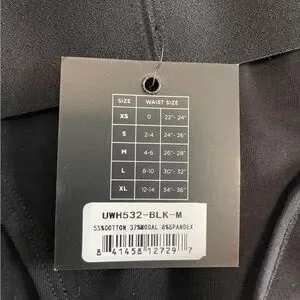 SIZE WAIST SIZE
XS 0 22"- 24"
S 2-4 24"- 26"
M 4-6 26"- 28"
L 8-10 30"- 32"
XL 12-14 34"- 36"
UWH532-BLK-M
55%COTTON 37%MODAL 8%SPANDEX
8 41458 12729 7